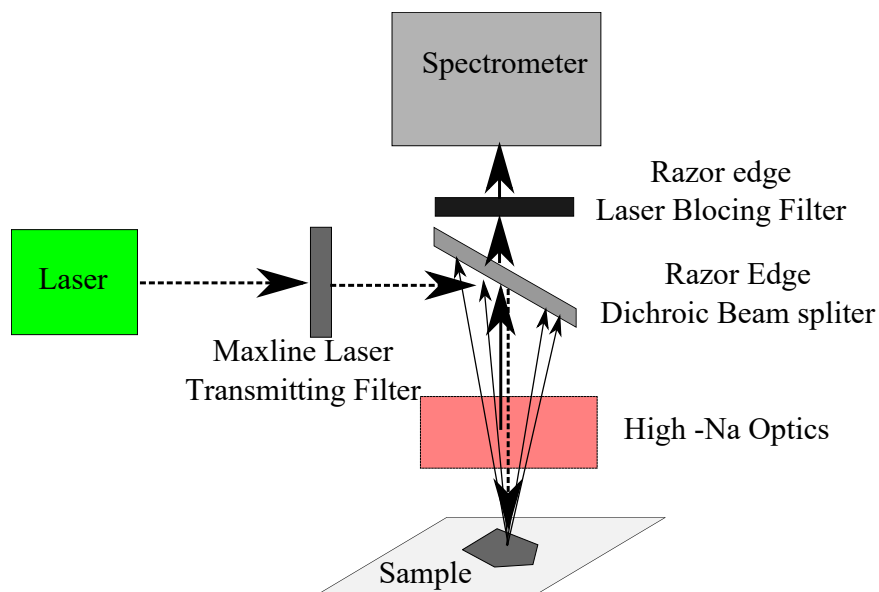 Spectrometer
Razor edge
Laser Blocing Filter
Laser
Razor Edge
Dichroic Beam spliter
Maxline Laser
Transmitting Filter
High -Na Optics
Sample